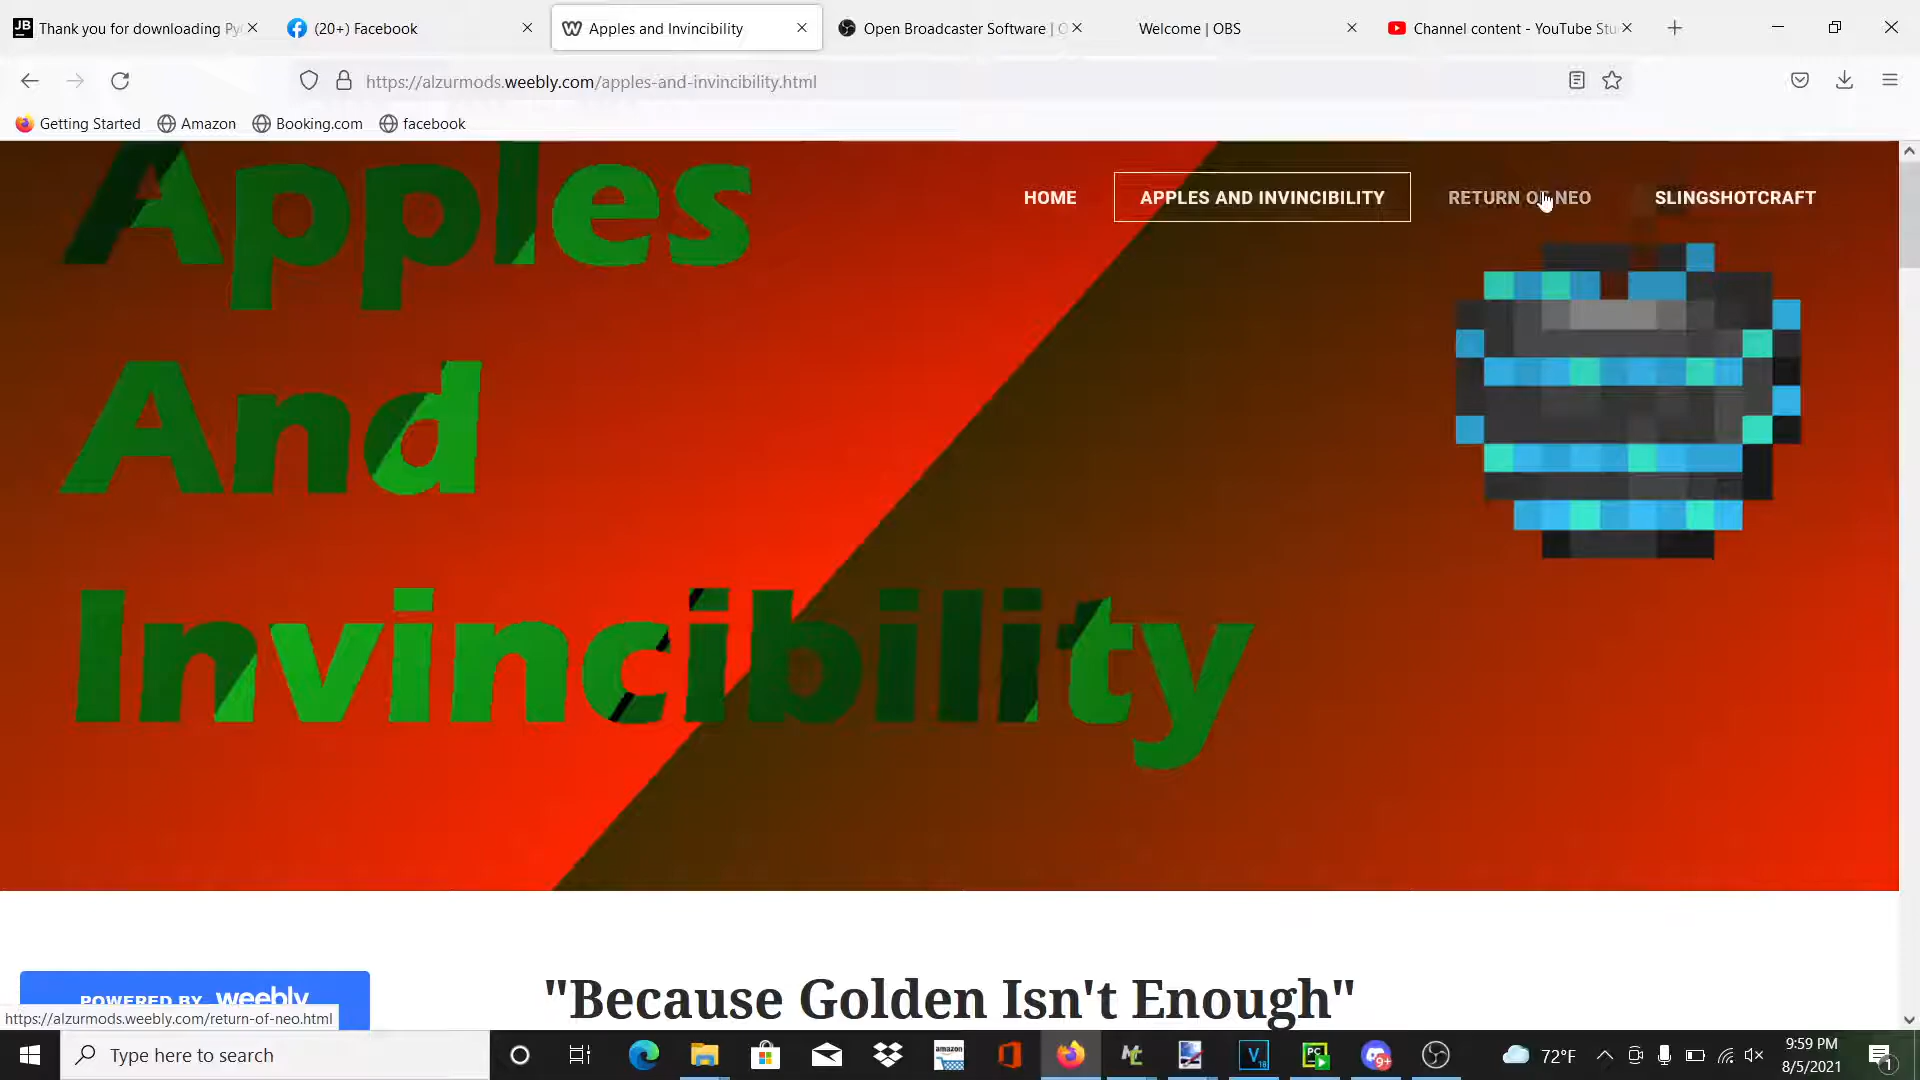 Thank you for downloading Py
(20+) Facebook
Apples and Invincibility
Open Broadcaster Software | O
Welcome | OBS
Channel content - YouTube Stu
https://alzurmods.weebly.com/apples-and-invincibility.html
Getting Started
Amazon
Booking.com
facebook
HOME
APPLES AND INVINCIBILITY
RETURN OF NEO
SLINGSHOTCRAFT
Apples
And
Invincibility
"Because Golden Isn't Enough"
POWERED BY weebly
https://alzurmods.weebly.com/return-of-neo.html
Type here to search
72°F
9:59 PM
8/5/2021